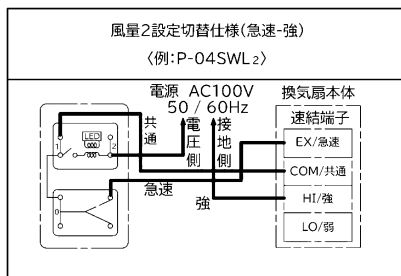 風量2設定切替仕様(急速-強)
〈例:P-04SWL2〉
電源 AC100V
50 / 60Hz
換気扇本体
速結端子
共通
電圧側
接地側
LED
1
2
EX/急速
COM/共通
急速
0
強
HI/強
LO/弱